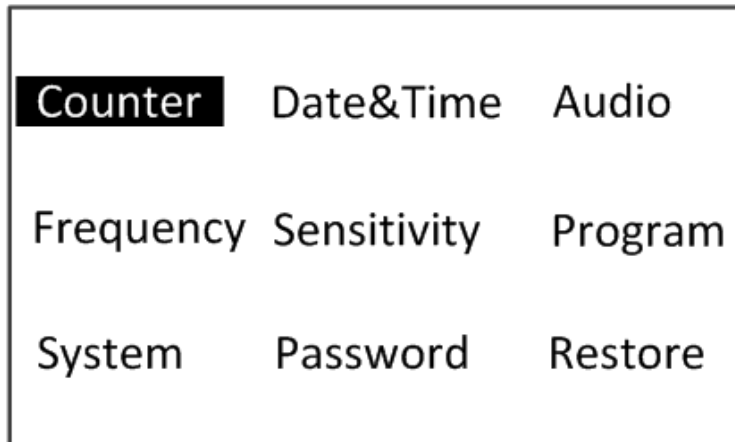 Counter Date&Time Audio
Frequency Sensitivity Program
System Password Restore